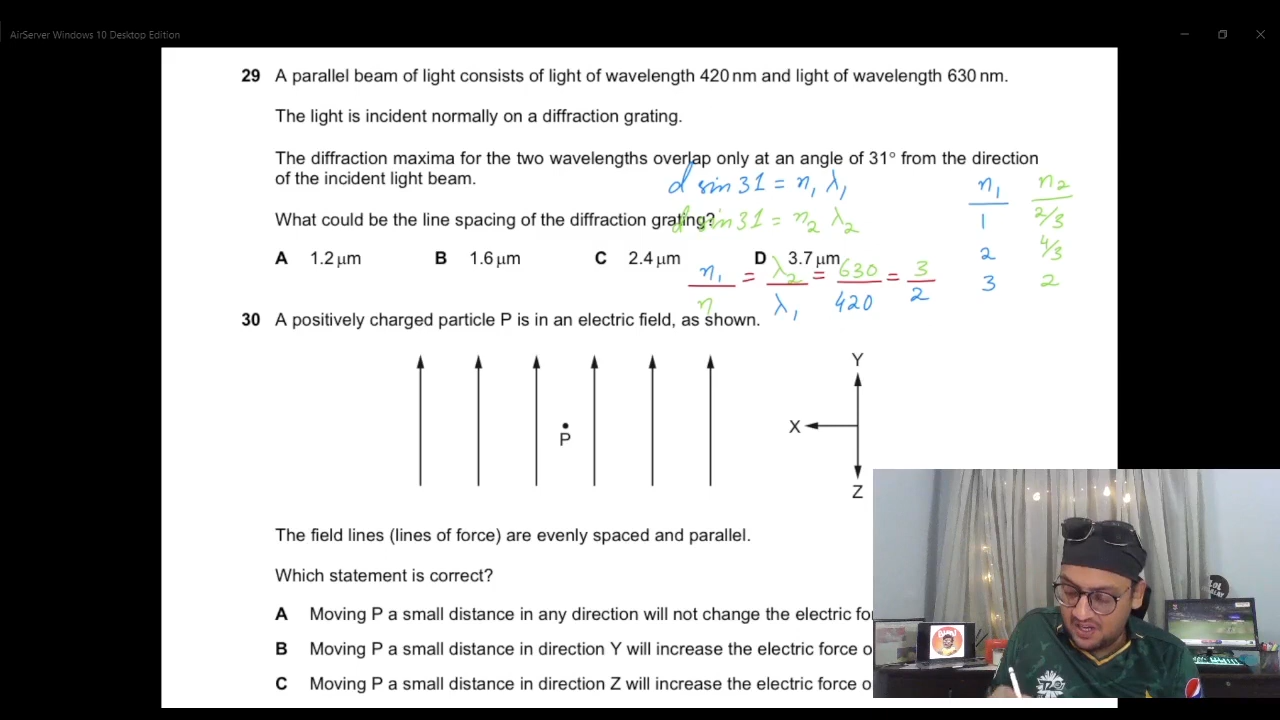 AirServer Windows 10 Desktop Edition
29 A parallel beam of light consists of light of wavelength 420 nm and light of wavelength 630 nm.
The light is incident normally on a diffraction grating.
The diffraction maxima for the two wavelengths overlap only at an angle of 31° from the direction
of the incident light beam.
d sin 31 = n₁ λ₁
n₁ n₂
What could be the line spacing of the diffraction grating?
d sin 31 = n₂ λ₂
1 2/3
2 4/3
3 2
A 1.2 μm B 1.6 μm C 2.4 μm D 3.7 μm
n₁/n = λ₂/λ₁ = 630/420 = 3/2
30 A positively charged particle P is in an electric field, as shown.
Y
X
P
Z
The field lines (lines of force) are evenly spaced and parallel.
Which statement is correct?
A Moving P a small distance in any direction will not change the electric fo
B Moving P a small distance in direction Y will increase the electric force o
C Moving P a small distance in direction Z will increase the electric force o